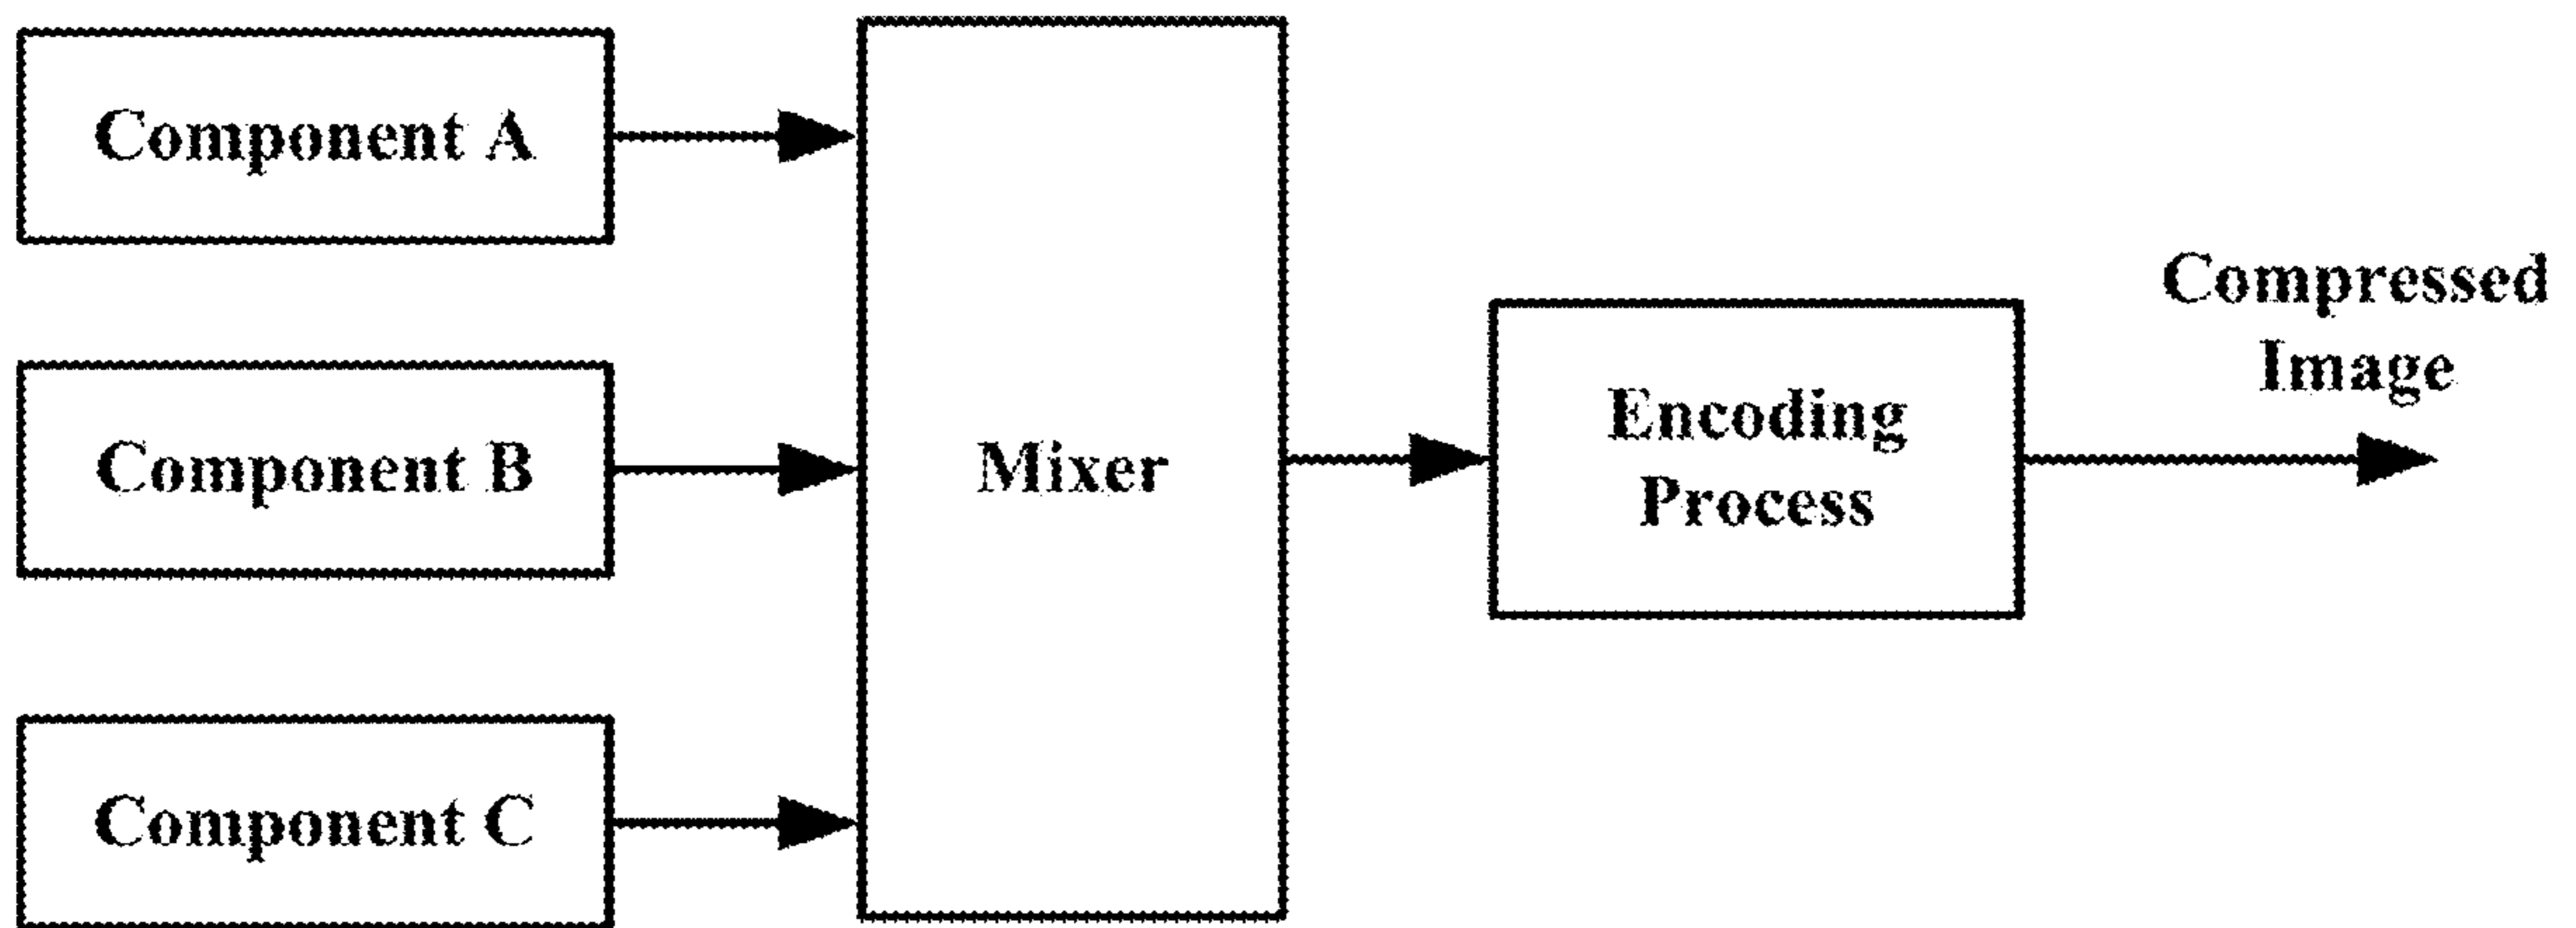 Component A
Component B
Component C
Mixer
Encoding
Process
Compressed
Image